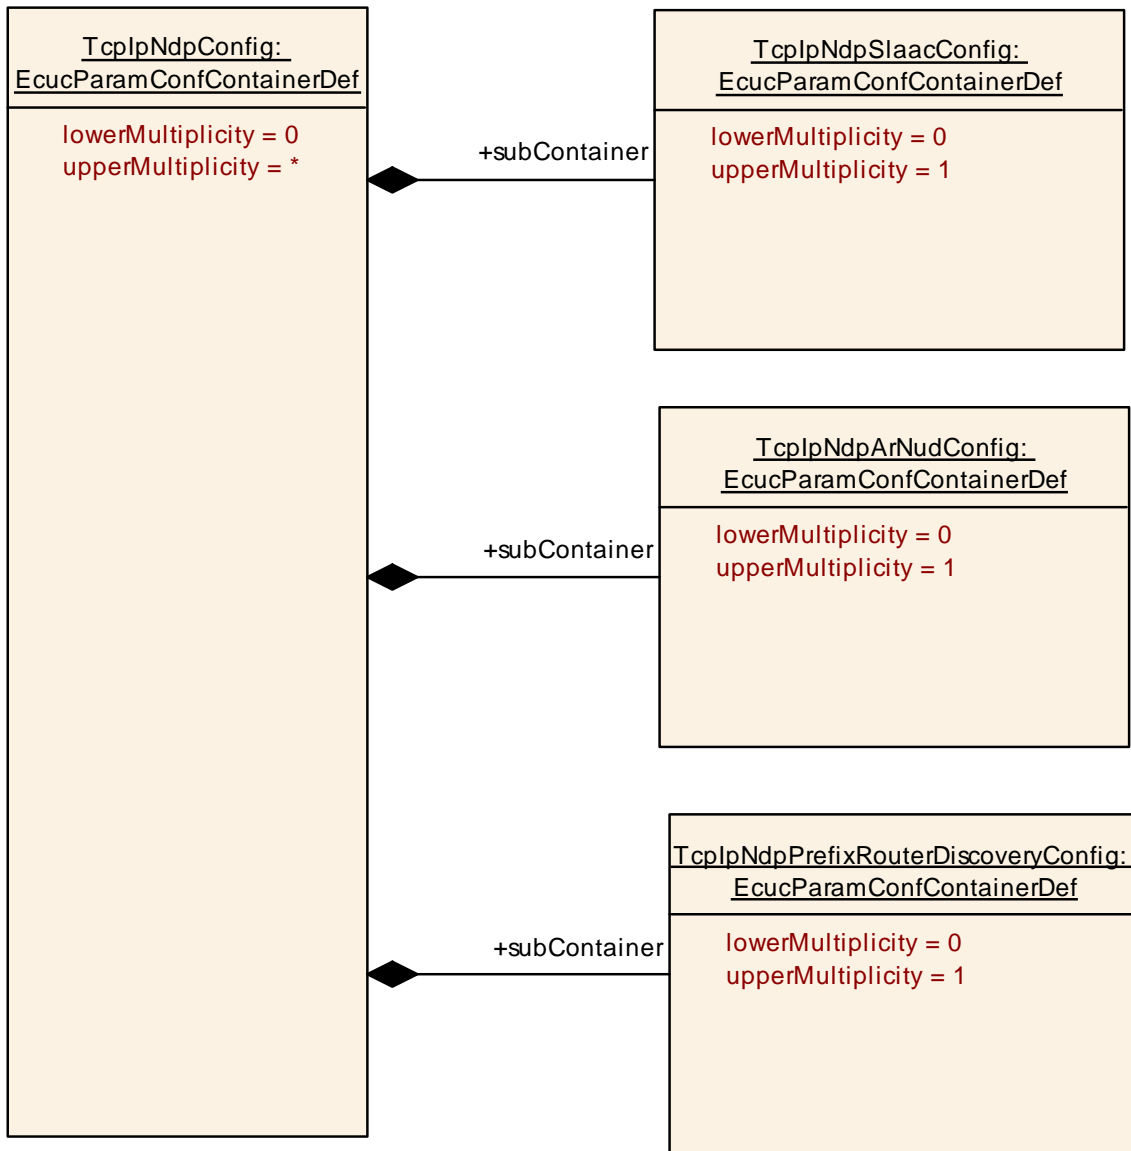 TcpIpNdpConfig:
EcucParamConfContainerDef
lowerMultiplicity = 0
upperMultiplicity = *
+subContainer
TcpIpNdpSlaacConfig:
EcucParamConfContainerDef
lowerMultiplicity = 0
upperMultiplicity = 1
+subContainer
TcpIpNdpArNudConfig:
EcucParamConfContainerDef
lowerMultiplicity = 0
upperMultiplicity = 1
+subContainer
TcpIpNdpPrefixRouterDiscoveryConfig:
EcucParamConfContainerDef
lowerMultiplicity = 0
upperMultiplicity = 1